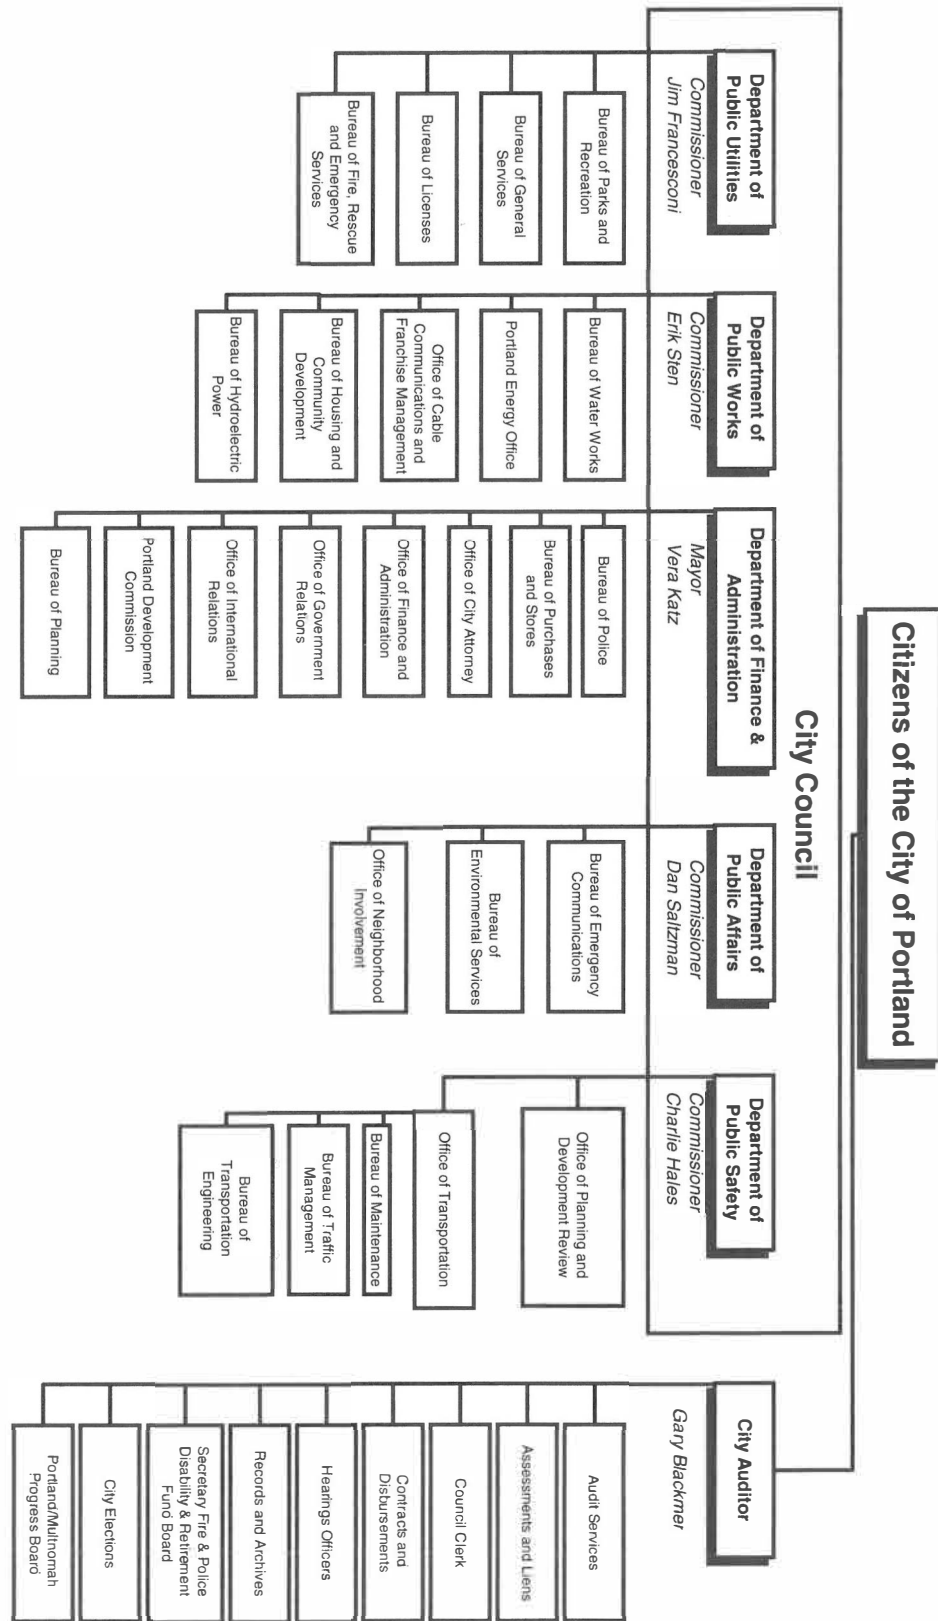 Citizens of the City of Portland
City Council
Department of
Public Utilities
Commissioner
Jim Francesconi
Bureau of Parks and
Recreation
Bureau of General
Services
Bureau of Licenses
Bureau of Fire, Rescue
and Emergency
Services
Department of
Public Works
Commissioner
Erik Sten
Bureau of Water Works
Portland Energy Office
Office of Cable
Communications and
Franchise Management
Bureau of Housing and
Community
Development
Bureau of Hydroelectric
Power
Department of Finance &
Administration
Mayor
Vera Katz
Bureau of Police
Bureau of Purchases
and Stores
Office of City Attorney
Office of Finance and
Administration
Office of Government
Relations
Office of International
Relations
Portland Development
Commission
Bureau of Planning
Department of
Public Affairs
Commissioner
Dan Saltzman
Bureau of Emergency
Communications
Bureau of
Environmental Services
Office of Neighborhood
Involvement
Department of
Public Safety
Commissioner
Charlie Hales
Office of Planning and
Development Review
Office of Transportation
Bureau of Maintenance
Bureau of Traffic
Management
Bureau of
Transportation
Engineering
City Auditor
Gary Blackmer
Audit Services
Assessments and Liens
Council Clerk
Contracts and
Disbursements
Hearings Officers
Records and Archives
Secretary Fire & Police
Disability & Retirement
Fund Board
City Elections
Portland/Multnomah
Progress Board